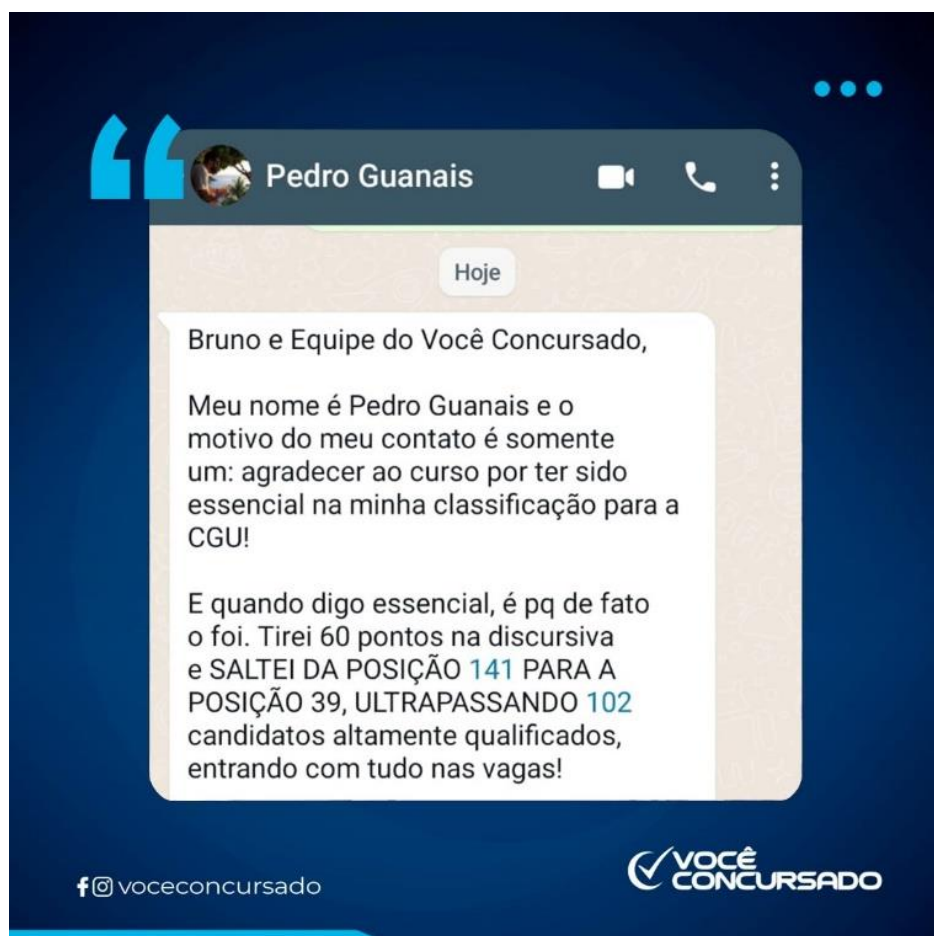 Pedro Guanais
Hoje
Bruno e Equipe do Você Concursado,
Meu nome é Pedro Guanais e o
motivo do meu contato é somente
um: agradecer ao curso por ter sido
essencial na minha classificação para a
CGU!
E quando digo essencial, é pq de fato
o foi. Tirei 60 pontos na discursiva
e SALTEI DA POSIÇÃO 141 PARA A
POSIÇÃO 39, ULTRAPASSANDO 102
candidatos altamente qualificados,
entrando com tudo nas vagas!
voceconcursado
VOCÊ
CONCURSADO